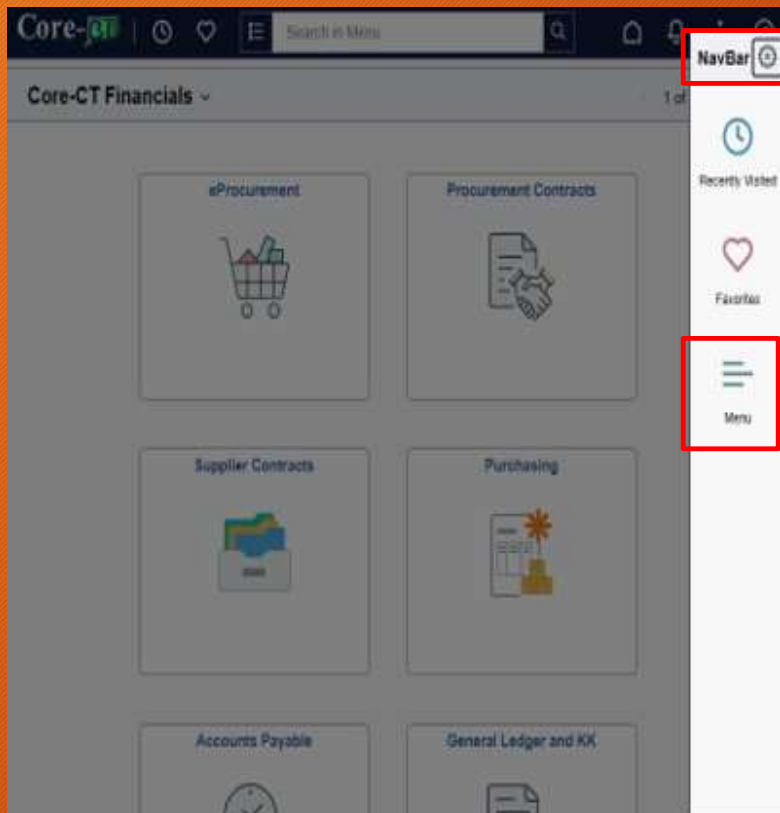 Core-CT
Search in Menu
NavBar
Core-CT Financials
1 of
Recently Visited
eProcurement
Procurement Contracts
Favorites
Menu
Supplier Contracts
Purchasing
Accounts Payable
General Ledger and KK